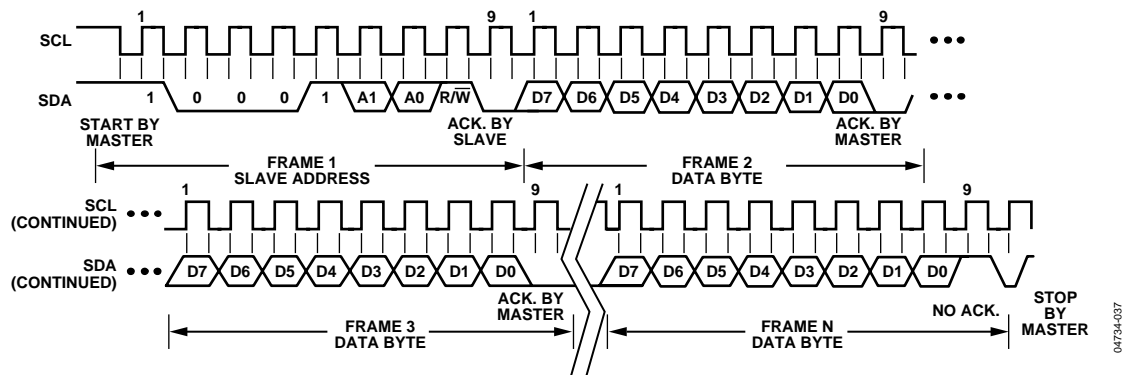 1 9 1 9
SCL •••
SDA 1 0 0 0 1 A1 A0 R/W̅ D7 D6 D5 D4 D3 D2 D1 D0 •••
START BY
MASTER
ACK. BY
SLAVE
ACK. BY
MASTER
FRAME 1
SLAVE ADDRESS
FRAME 2
DATA BYTE
1 9 1 9
SCL
(CONTINUED) •••
SDA
(CONTINUED) ••• D7 D6 D5 D4 D3 D2 D1 D0 D7 D6 D5 D4 D3 D2 D1 D0
ACK. BY
MASTER
NO ACK.
STOP
BY
MASTER
FRAME 3
DATA BYTE
FRAME N
DATA BYTE
04734-037